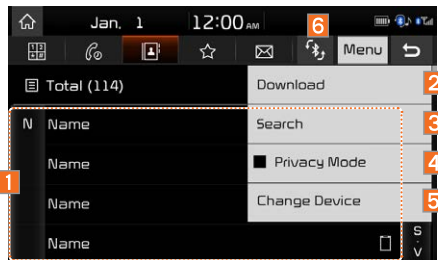 Jan. 1 12:00 AM
6
Menu
Total (114)
Download 2
N Name Search 3
Name Privacy Mode 4
1
Name Change Device 5
Name
S
V